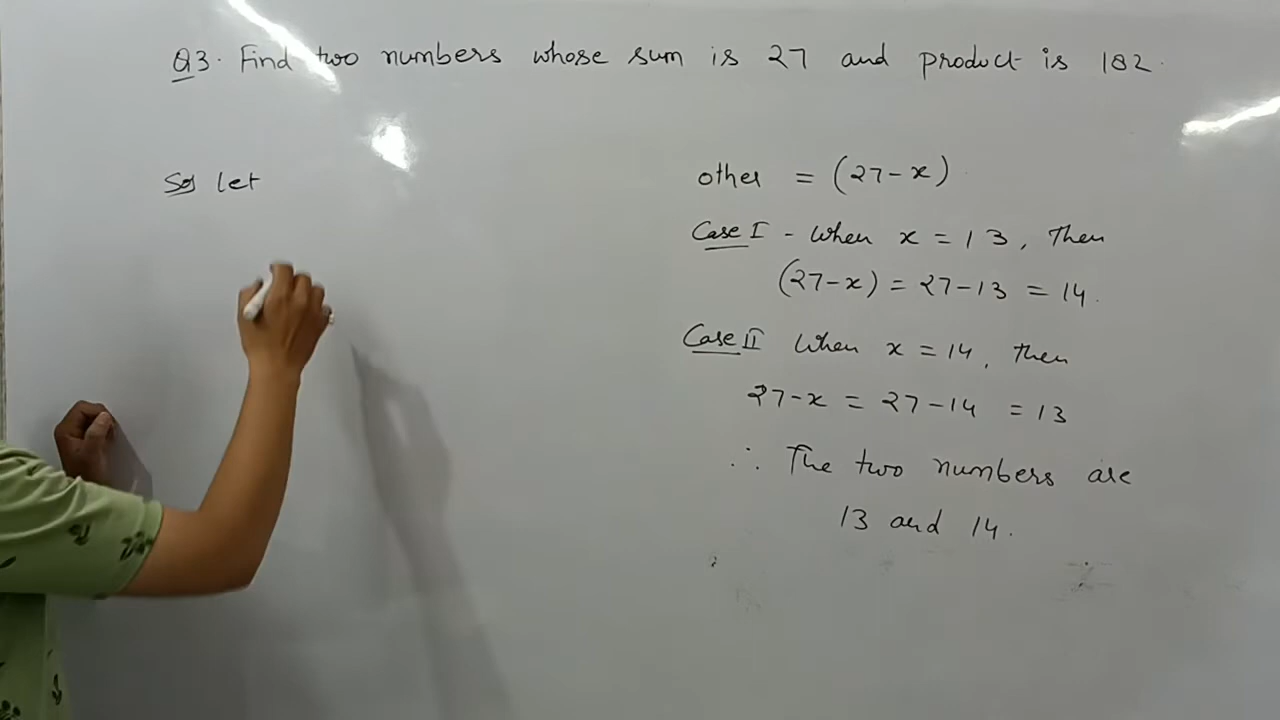 Q3. Find two numbers whose sum is 27 and product is 182.
Sol let
other = (27-x)
Case I - When x = 13, Then
(27-x) = 27-13 = 14.
Case II When x = 14, then
27-x = 27-14 = 13
∴ The two numbers are
13 and 14.